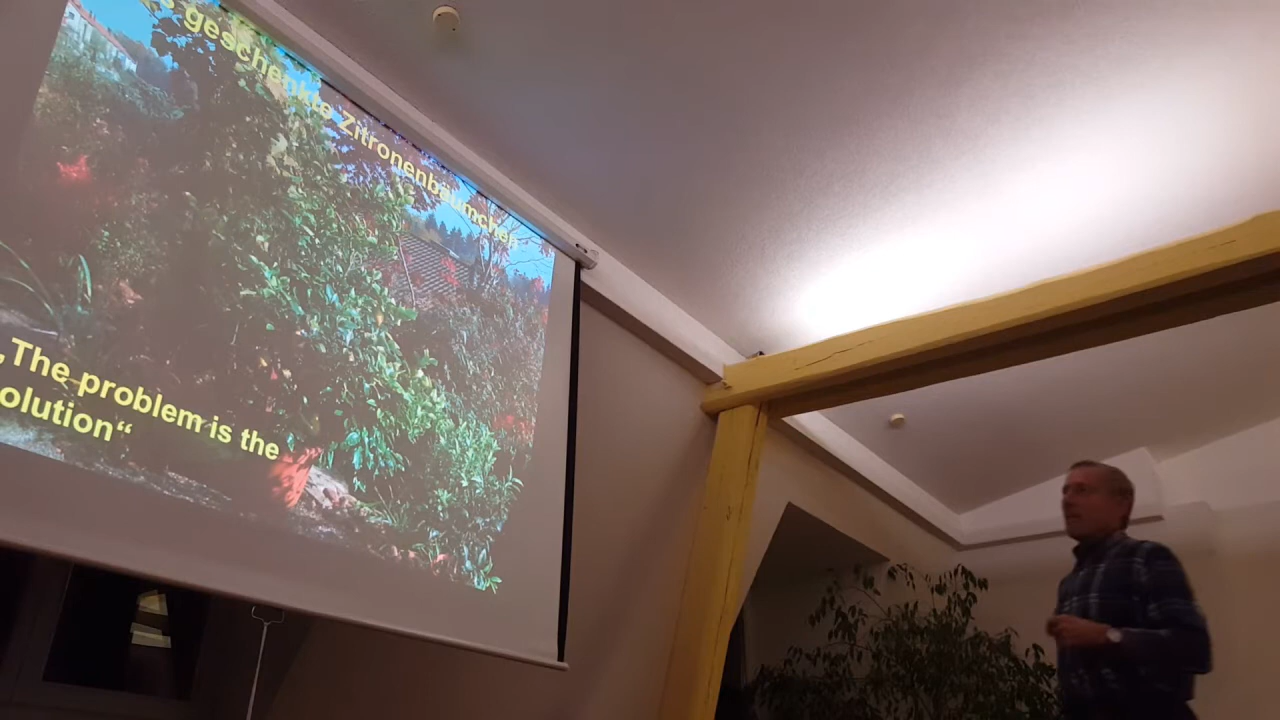 geschenkte Zitronenbäumchen
„The problem is the
olution“